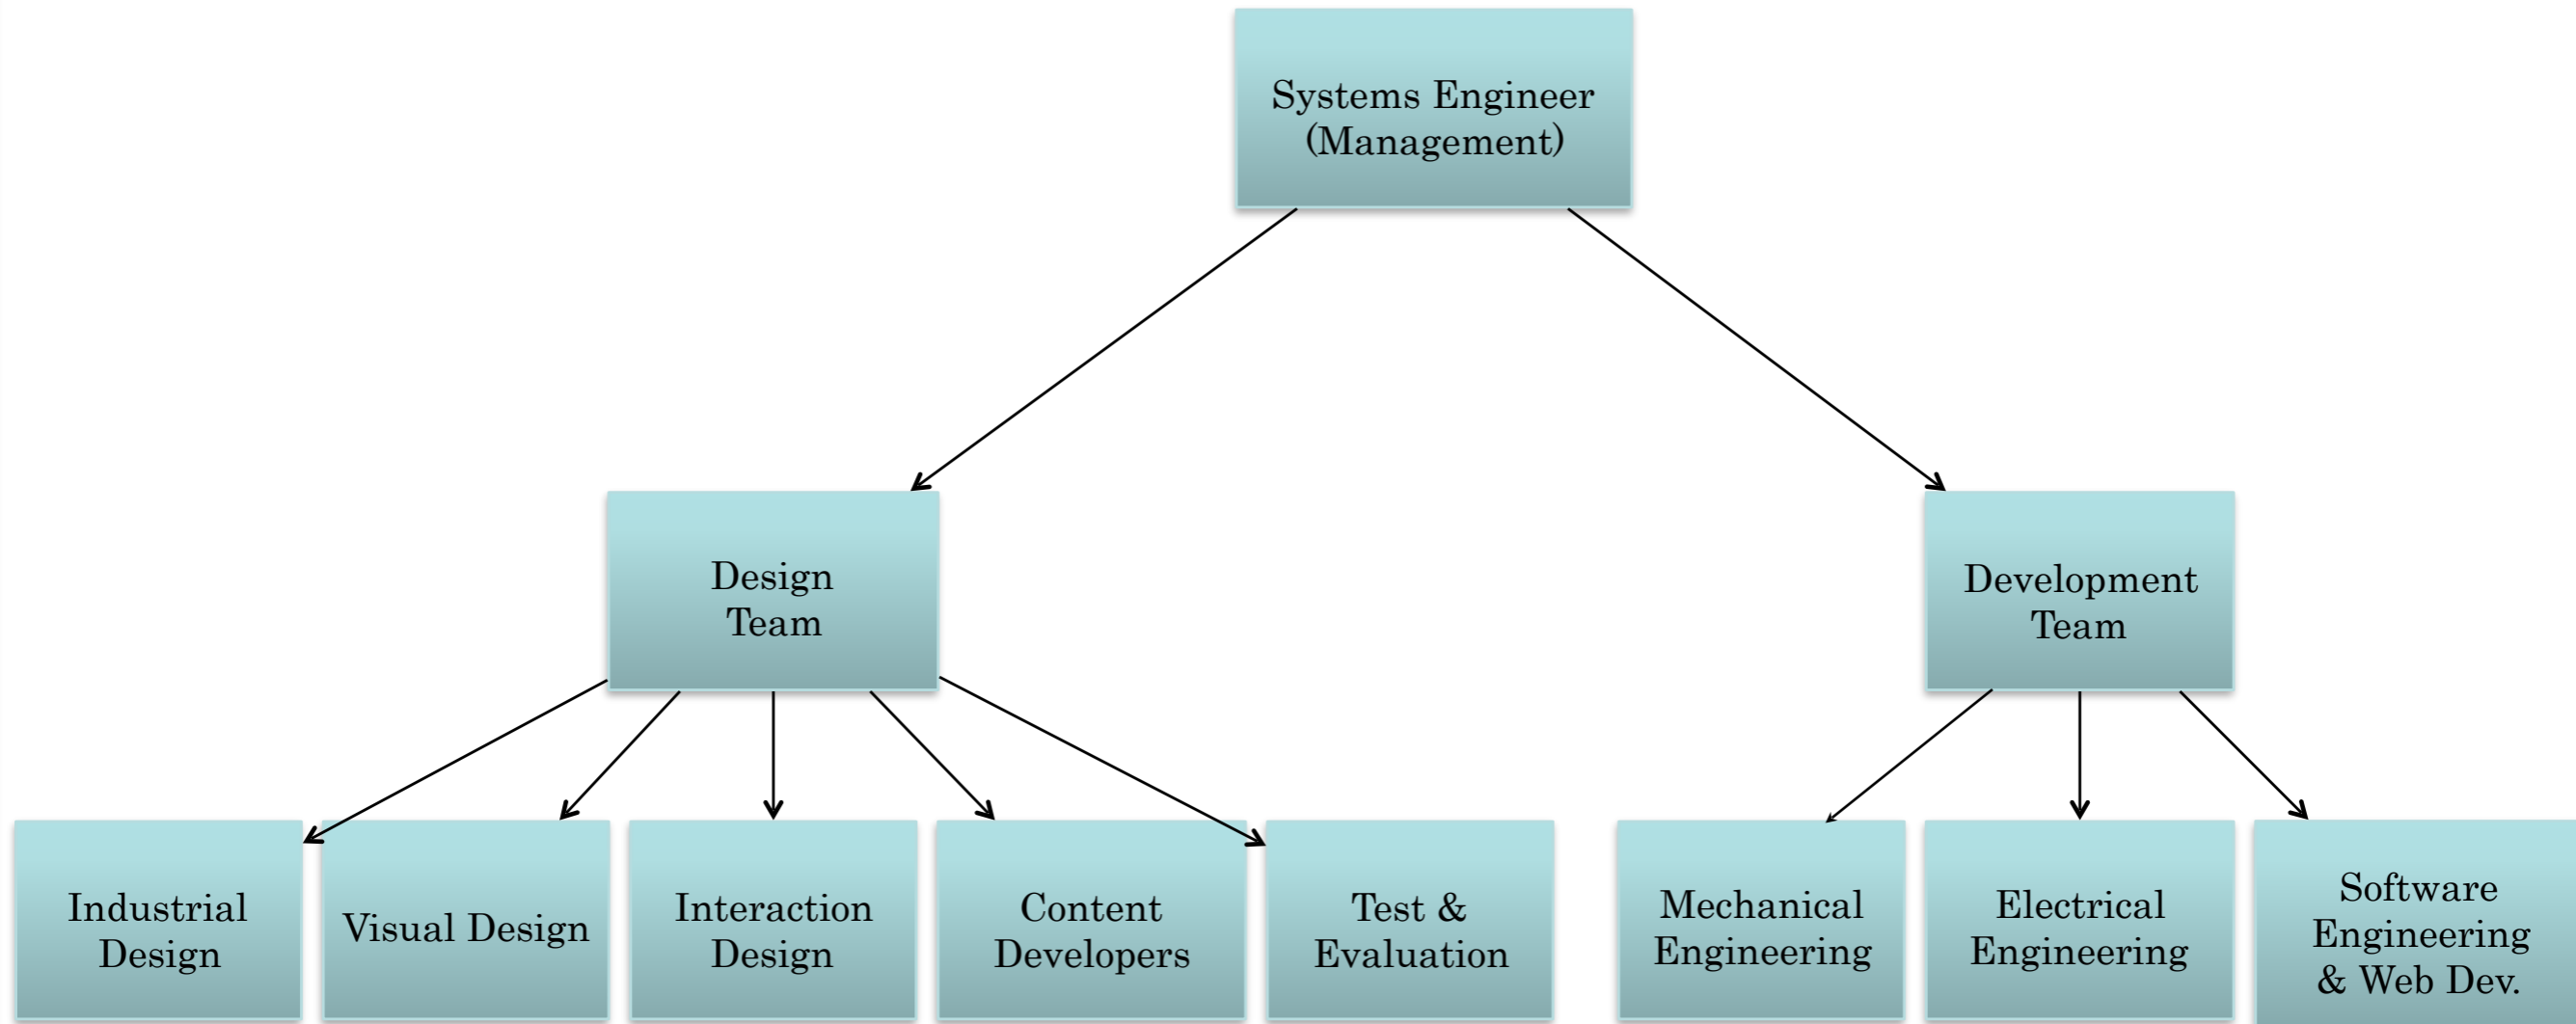 Systems Engineer
(Management)
Design
Team
Development
Team
Industrial
Design
Visual Design
Interaction
Design
Content
Developers
Test &
Evaluation
Mechanical
Engineering
Electrical
Engineering
Software
Engineering
& Web Dev.